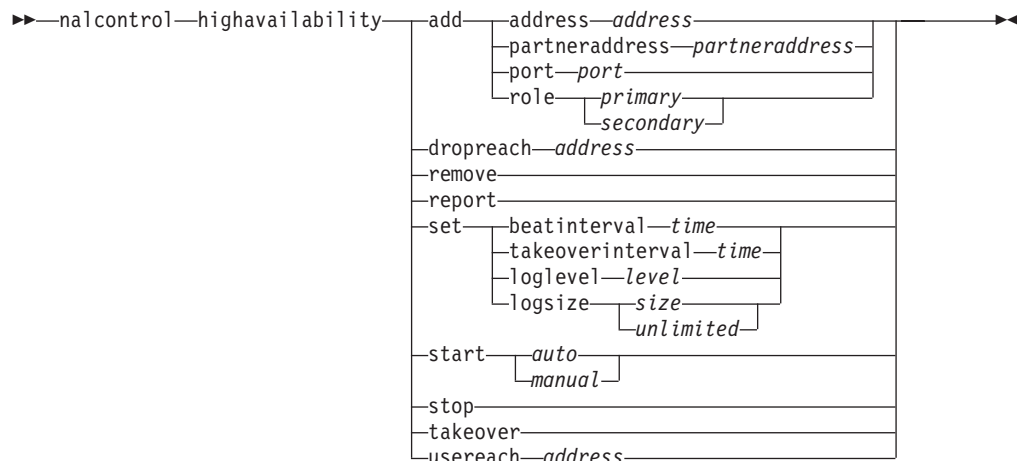 nalcontrol highavailability add address address
partneraddress partneraddress
port port
role primary
secondary
dropreach address
remove
report
set beatinterval time
takeoverinterval time
loglevel level
logsize size
unlimited
start auto
manual
stop
takeover
usereach address